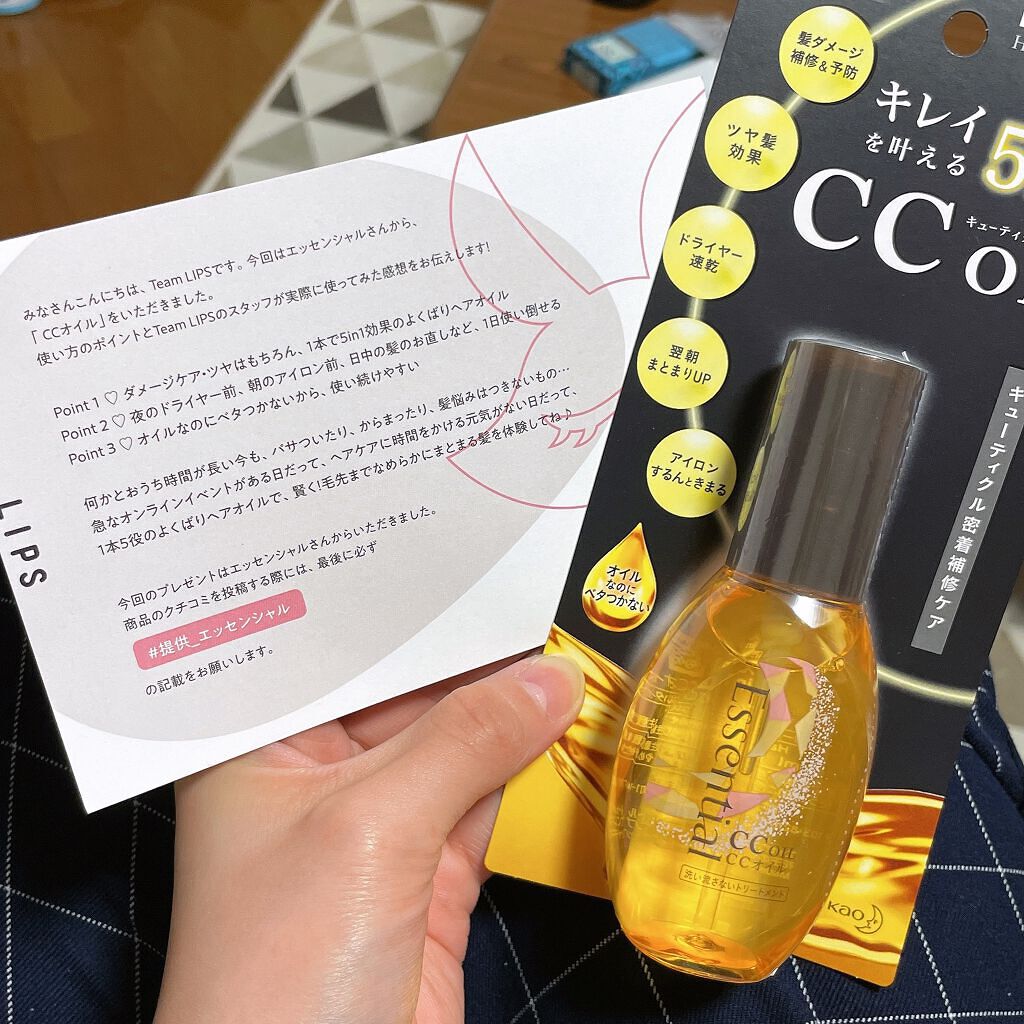 みなさんこんにちは、Team LIPSです。今回はエッセンシャルさんから、
「CCオイル」をいただきました。
使い方のポイントとTeam LIPSのスタッフが実際に使ってみた感想をお伝えします!
Point 1 ♡ ダメージケア・ツヤはもちろん、1本で5in1効果のよくばりヘアオイル
Point 2 ♡ 夜のドライヤー前、朝のアイロン前、日中の髪のお直しなど、1日使い倒せる
Point 3 ♡ オイルなのにベタつかないから、使い続けやすい
何かとおうち時間が長い今も、パサついたり、からまったり、髪悩みはつきないもの…
急なオンラインイベントがある日だって、ヘアケアに時間をかける元気がない日だって、
1本5役のよくばりヘアオイルで、賢く!毛先までなめらかにまとまる髪を体験してね♪
今回のプレゼントはエッセンシャルさんからいただきました。
商品のクチコミを投稿する際には、最後に必ず
#提供_エッセンシャル
の記載をお願いします。
LIPS
髪ダメージ
補修&予防
ツヤ髪
効果
ドライヤー
速乾
翌朝
まとまりUP
アイロン
するんときまる
オイル
なのに
ベタつかない
キレイ
を叶える
5
キューティ
CC
キューティクル密着補修ケア
Essential
CC OIL
CCオイル
洗い流さないトリートメント
Kao